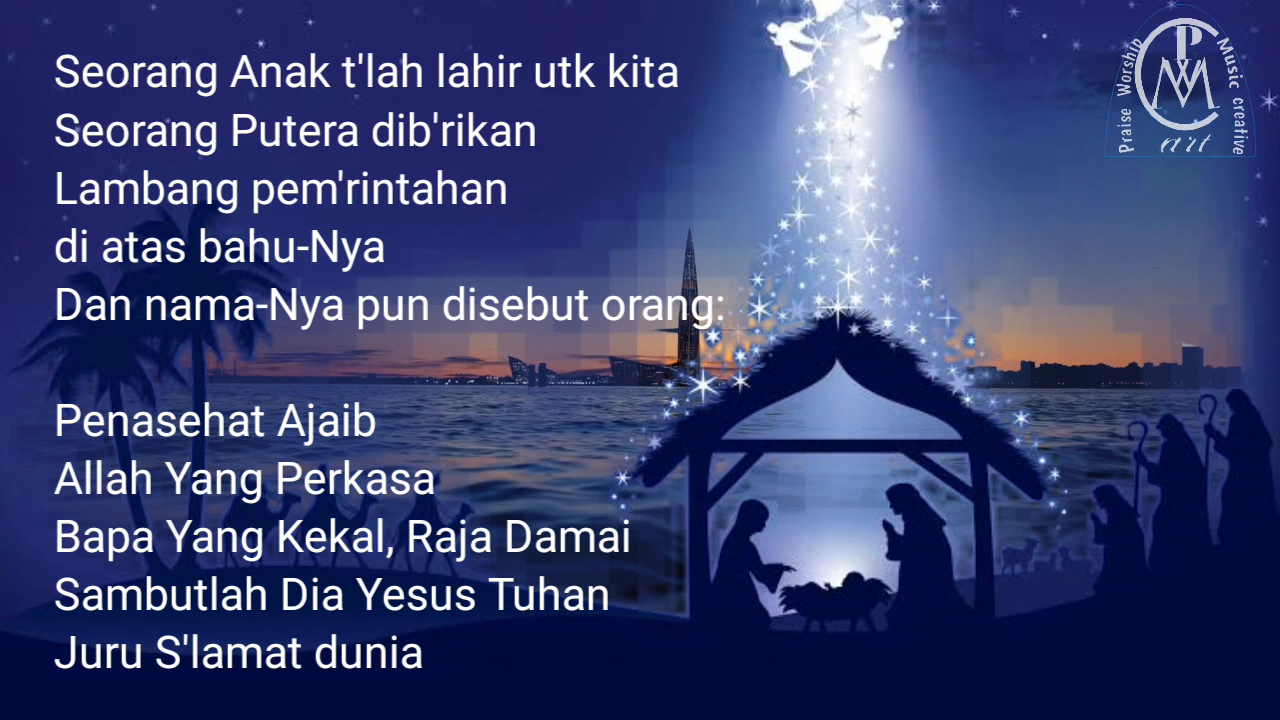 Seorang Anak t'lah lahir utk kita
Seorang Putera dib'rikan
Lambang pem'rintahan
di atas bahu-Nya
Dan nama-Nya pun disebut orang:
Penasehat Ajaib
Allah Yang Perkasa
Bapa Yang Kekal, Raja Damai
Sambutlah Dia Yesus Tuhan
Juru S'lamat dunia
Praise Worship Music creative
art